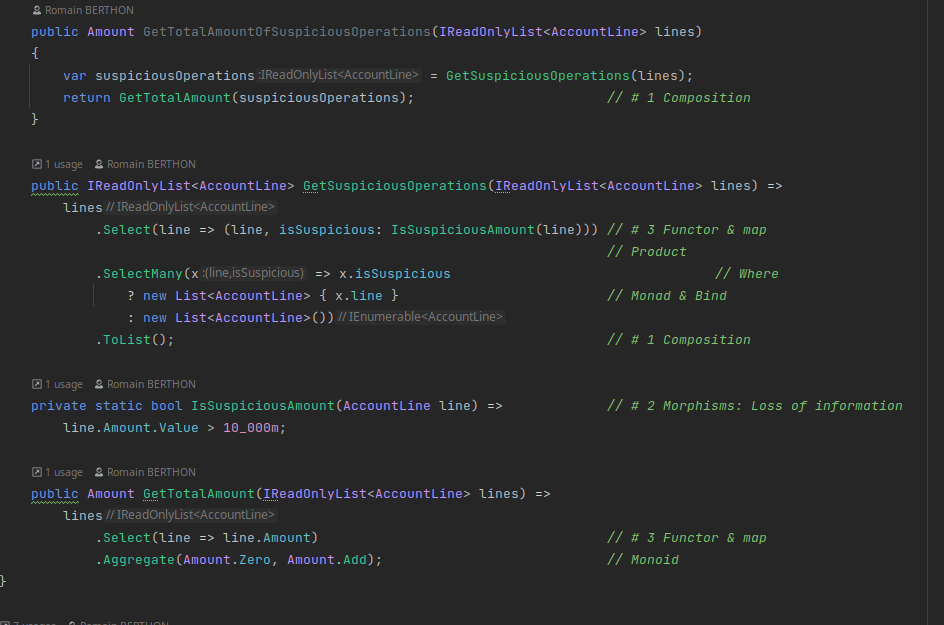 Romain BERTHON
public Amount GetTotalAmountOfSuspiciousOperations(IReadOnlyList<AccountLine> lines)
{
var suspiciousOperations :IReadOnlyList<AccountLine> = GetSuspiciousOperations(lines);
return GetTotalAmount(suspiciousOperations); // # 1 Composition
}
1 usage Romain BERTHON
public IReadOnlyList<AccountLine> GetSuspiciousOperations(IReadOnlyList<AccountLine> lines) =>
lines // IReadOnlyList<AccountLine>
.Select(line => (line, isSuspicious: IsSuspiciousAmount(line))) // # 3 Functor & map
// Product
.SelectMany(x :(line,isSuspicious) => x.isSuspicious // Where
? new List<AccountLine> { x.line } // Monad & Bind
: new List<AccountLine>()) // IEnumerable<AccountLine>
.ToList(); // # 1 Composition
1 usage Romain BERTHON
private static bool IsSuspiciousAmount(AccountLine line) => // # 2 Morphisms: Loss of information
line.Amount.Value > 10_000m;
1 usage Romain BERTHON
public Amount GetTotalAmount(IReadOnlyList<AccountLine> lines) =>
lines // IReadOnlyList<AccountLine>
.Select(line => line.Amount) // # 3 Functor & map
.Aggregate(Amount.Zero, Amount.Add); // Monoid
}
Romain BERTHON